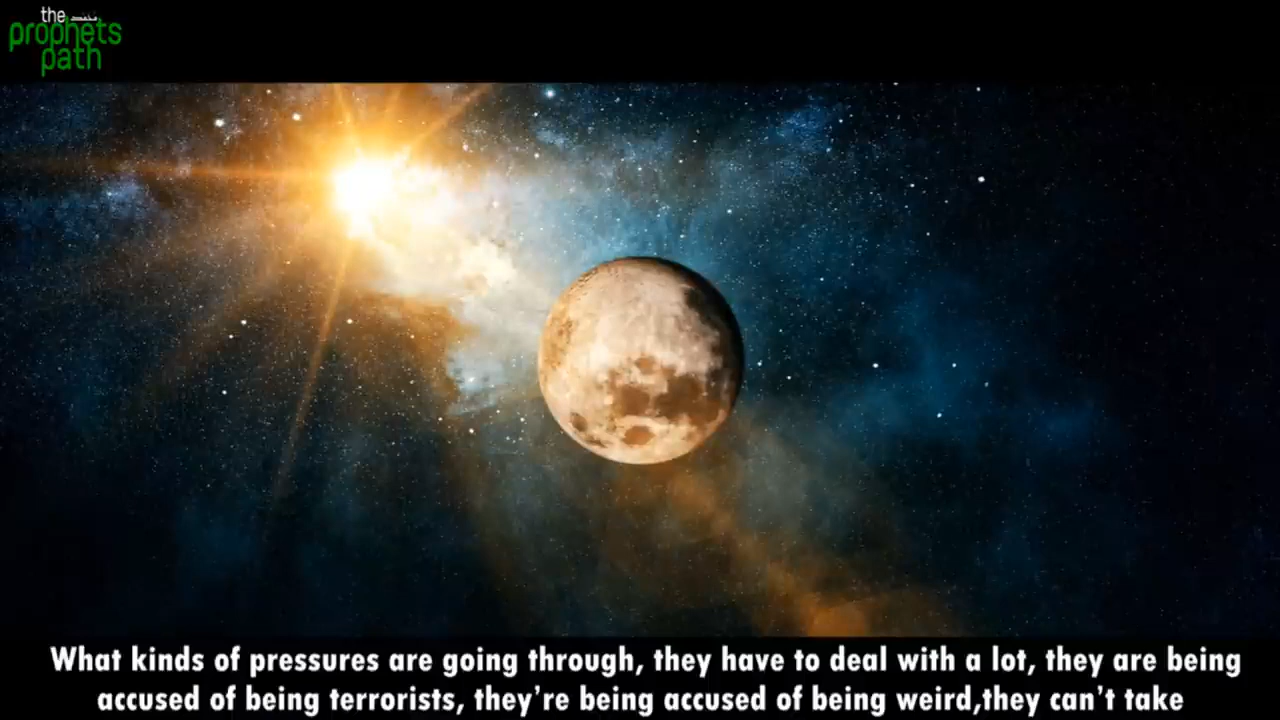 the
prophets
path
What kinds of pressures are going through, they have to deal with a lot, they are being
accused of being terrorists, they're being accused of being weird,they can't take